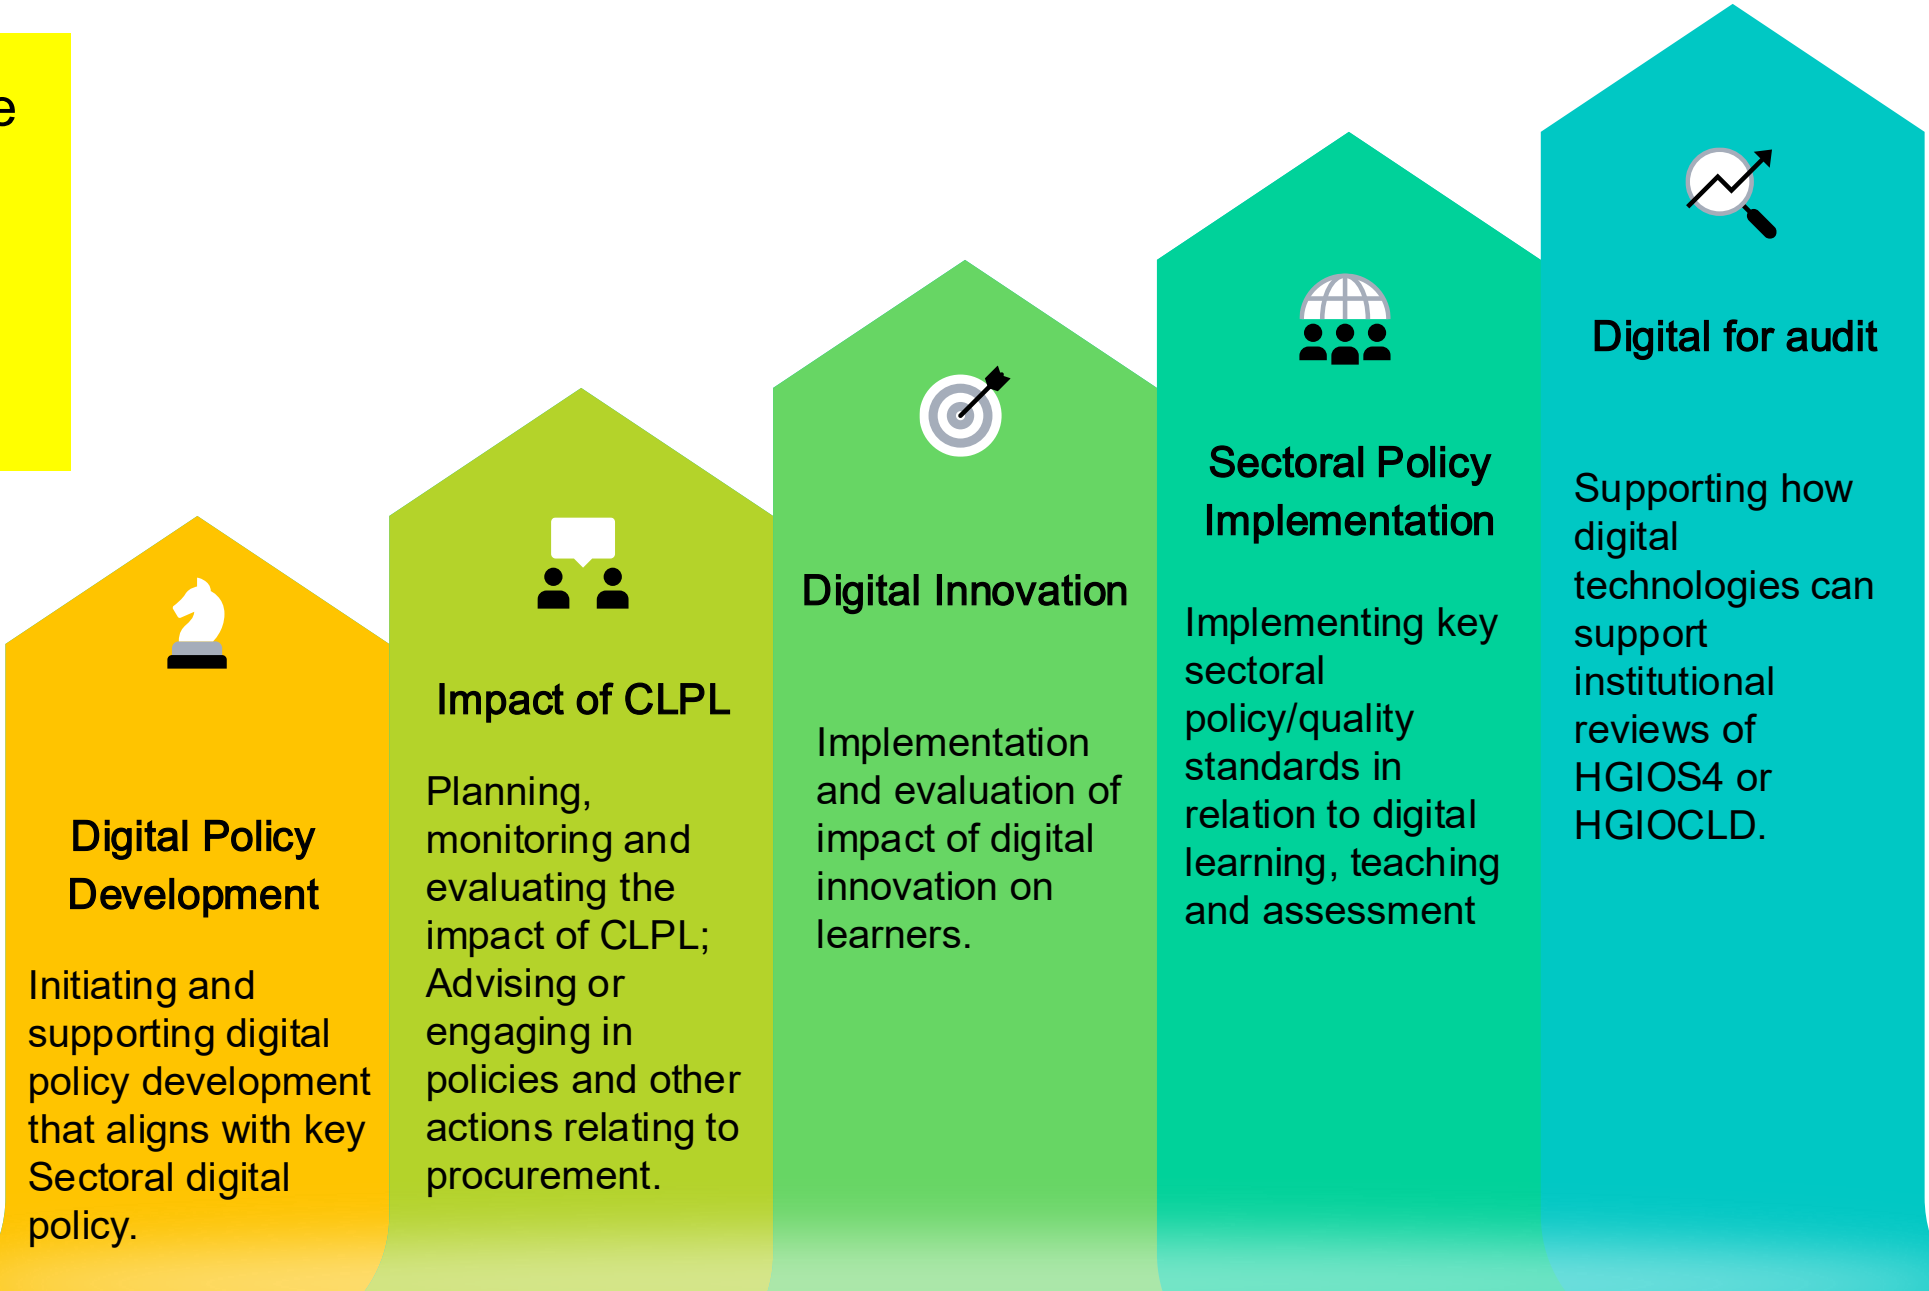 e
Digital Policy
Development
Initiating and
supporting digital
policy development
that aligns with key
Sectoral digital
policy.
Impact of CLPL
Planning,
monitoring and
evaluating the
impact of CLPL;
Advising or
engaging in
policies and other
actions relating to
procurement.
Digital Innovation
Implementation
and evaluation of
impact of digital
innovation on
learners.
Sectoral Policy
Implementation
Implementing key
sectoral
policy/quality
standards in
relation to digital
learning, teaching
and assessment
Digital for audit
Supporting how
digital
technologies can
support
institutional
reviews of
HGIOS4 or
HGIOCLD.